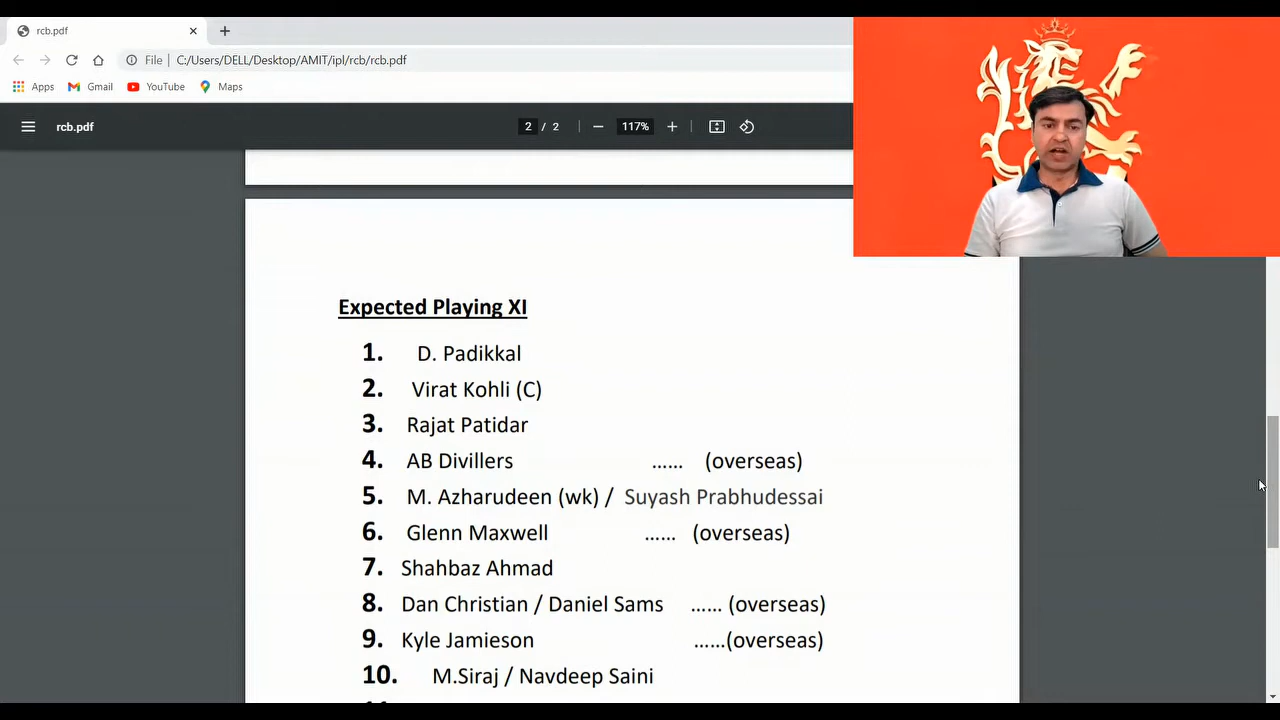 rcb.pdf
File C:/Users/DELL/Desktop/AMIT/ipl/rcb/rcb.pdf
Apps Gmail YouTube Maps
rcb.pdf 2 / 2 117%
Expected Playing XI
1. D. Padikkal
2. Virat Kohli (C)
3. Rajat Patidar
4. AB Divillers ...... (overseas)
5. M. Azharudeen (wk) / Suyash Prabhudessai
6. Glenn Maxwell ...... (overseas)
7. Shahbaz Ahmad
8. Dan Christian / Daniel Sams ...... (overseas)
9. Kyle Jamieson ......(overseas)
10. M.Siraj / Navdeep Saini